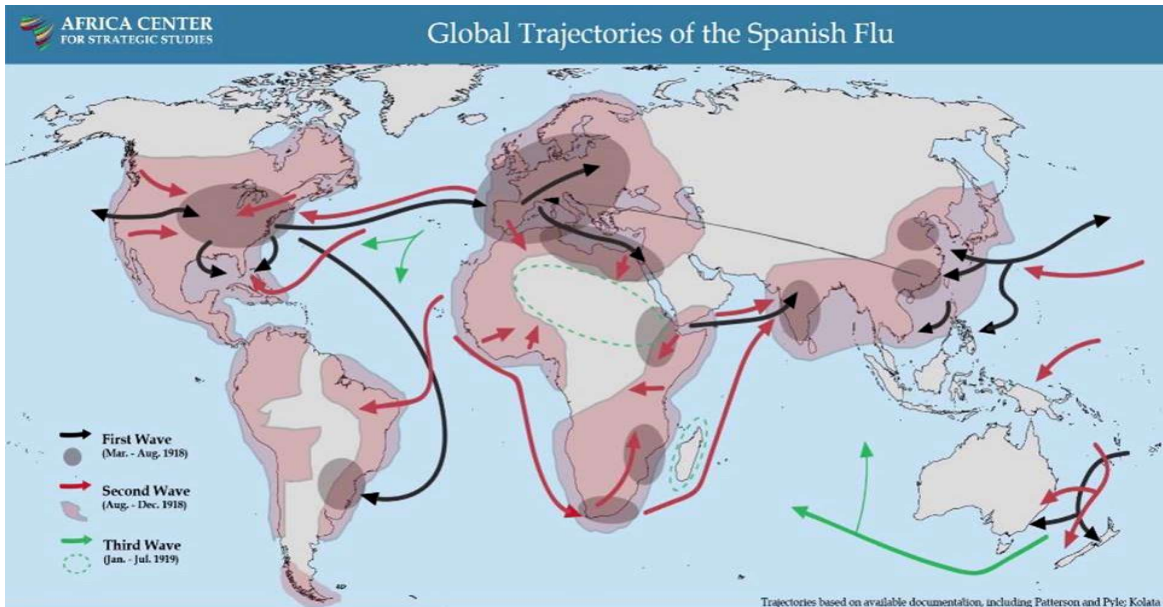 AFRICA CENTER
FOR STRATEGIC STUDIES
Global Trajectories of the Spanish Flu
First Wave
(Mar. - Aug. 1918)
Second Wave
(Aug. - Dec. 1918)
Third Wave
(Jan. - Jul. 1919)
Trajectories based on available documentation, including Patterson and Pyle; Kolata